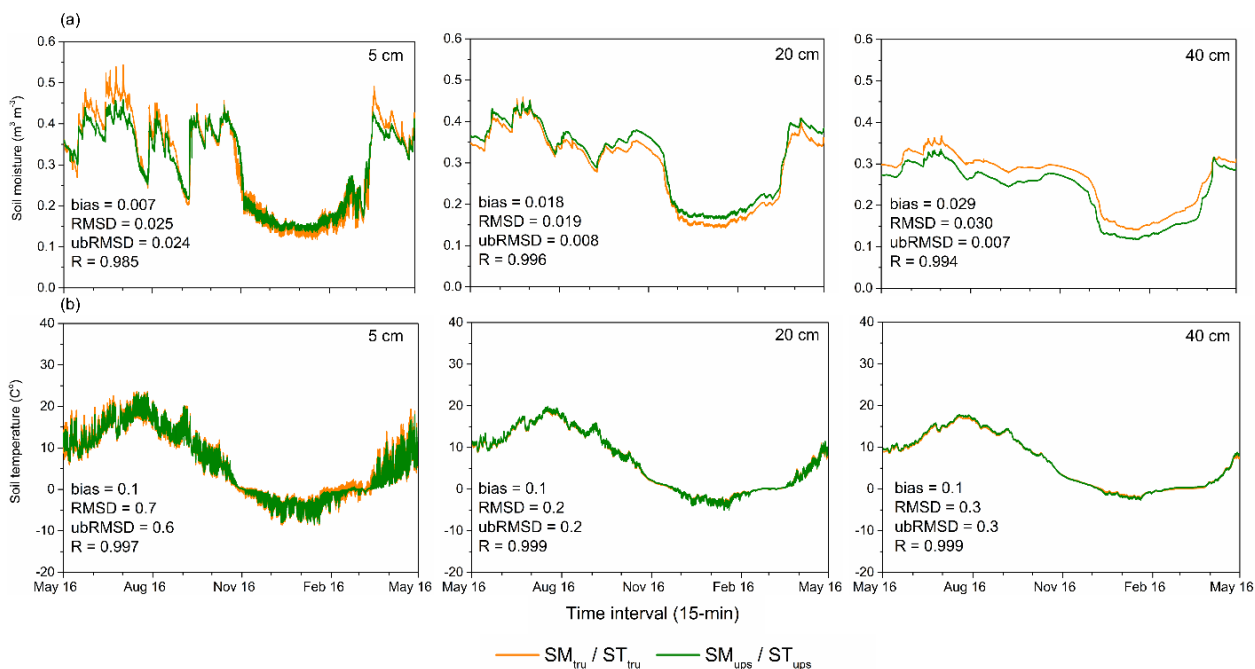 (a)
Soil moisture (m³ m⁻³)
0.6
0.5
0.4
0.3
0.2
0.1
0.0
5 cm
bias = 0.007
RMSD = 0.025
ubRMSD = 0.024
R = 0.985
0.6
0.5
0.4
0.3
0.2
0.1
0.0
20 cm
bias = 0.018
RMSD = 0.019
ubRMSD = 0.008
R = 0.996
0.6
0.5
0.4
0.3
0.2
0.1
0.0
40 cm
bias = 0.029
RMSD = 0.030
ubRMSD = 0.007
R = 0.994
(b)
Soil temperature (C°)
40
30
20
10
0
-10
-20
5 cm
bias = 0.1
RMSD = 0.7
ubRMSD = 0.6
R = 0.997
May 16 Aug 16 Nov 16 Feb 16 May 16
40
30
20
10
0
-10
-20
20 cm
bias = 0.1
RMSD = 0.2
ubRMSD = 0.2
R = 0.999
May 16 Aug 16 Nov 16 Feb 16 May 16
40
30
20
10
0
-10
-20
40 cm
bias = 0.1
RMSD = 0.3
ubRMSD = 0.3
R = 0.999
May 16 Aug 16 Nov 16 Feb 16 May 16
Time interval (15-min)
SM_tru / ST_tru SM_ups / ST_ups